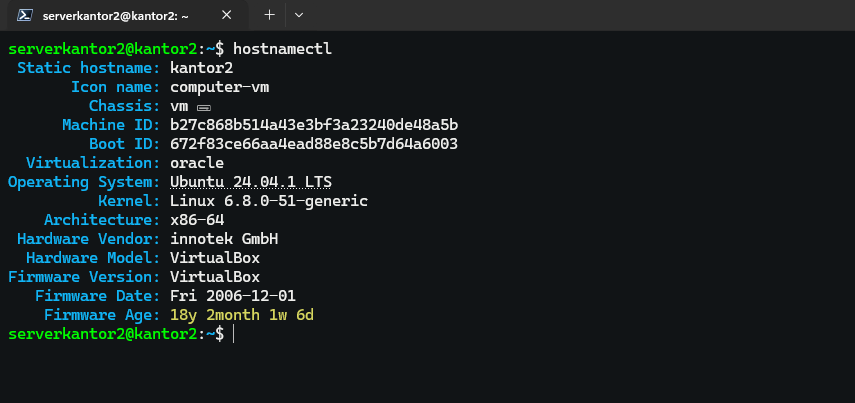 serverkantor2@kantor2: ~
serverkantor2@kantor2:~$ hostnamectl
Static hostname: kantor2
Icon name: computer-vm
Chassis: vm 🖴
Machine ID: b27c868b514a43e3bf3a23240de48a5b
Boot ID: 672f83ce66aa4ead88e8c5b7d64a6003
Virtualization: oracle
Operating System: Ubuntu 24.04.1 LTS
Kernel: Linux 6.8.0-51-generic
Architecture: x86-64
Hardware Vendor: innotek GmbH
Hardware Model: VirtualBox
Firmware Version: VirtualBox
Firmware Date: Fri 2006-12-01
Firmware Age: 18y 2month 1w 6d
serverkantor2@kantor2:~$